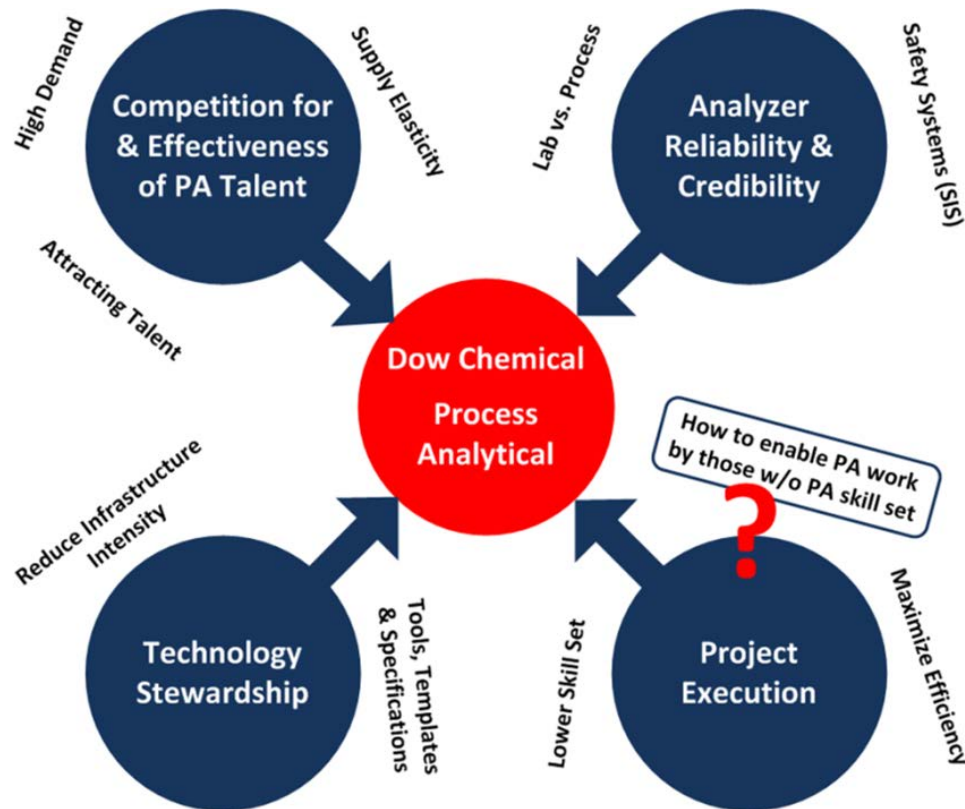 High Demand
Competition for
& Effectiveness
of PA Talent
Supply Elasticity
Attracting Talent
Lab vs. Process
Analyzer
Reliability &
Credibility
Safety Systems (SIS)
Dow Chemical
Process
Analytical
How to enable PA work
by those w/o PA skill set
?
Reduce Infrastructure
Intensity
Technology
Stewardship
Tools, Templates
& Specifications
Lower Skill Set
Project
Execution
Maximize Efficiency